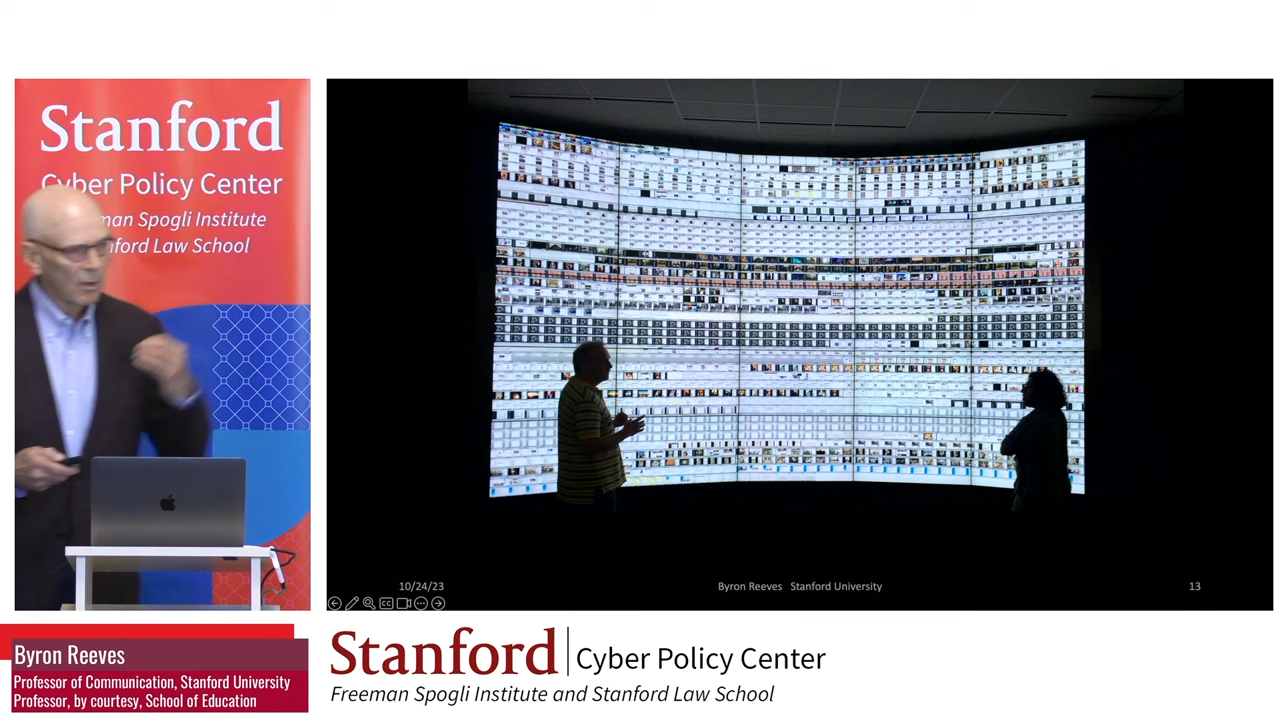 Stanford
Cyber Policy Center
man Spogli Institute
nford Law School
10/24/23
Byron Reeves Stanford University
13
CC
Byron Reeves
Professor of Communication, Stanford University
Professor, by courtesy, School of Education
Stanford
Cyber Policy Center
Freeman Spogli Institute and Stanford Law School